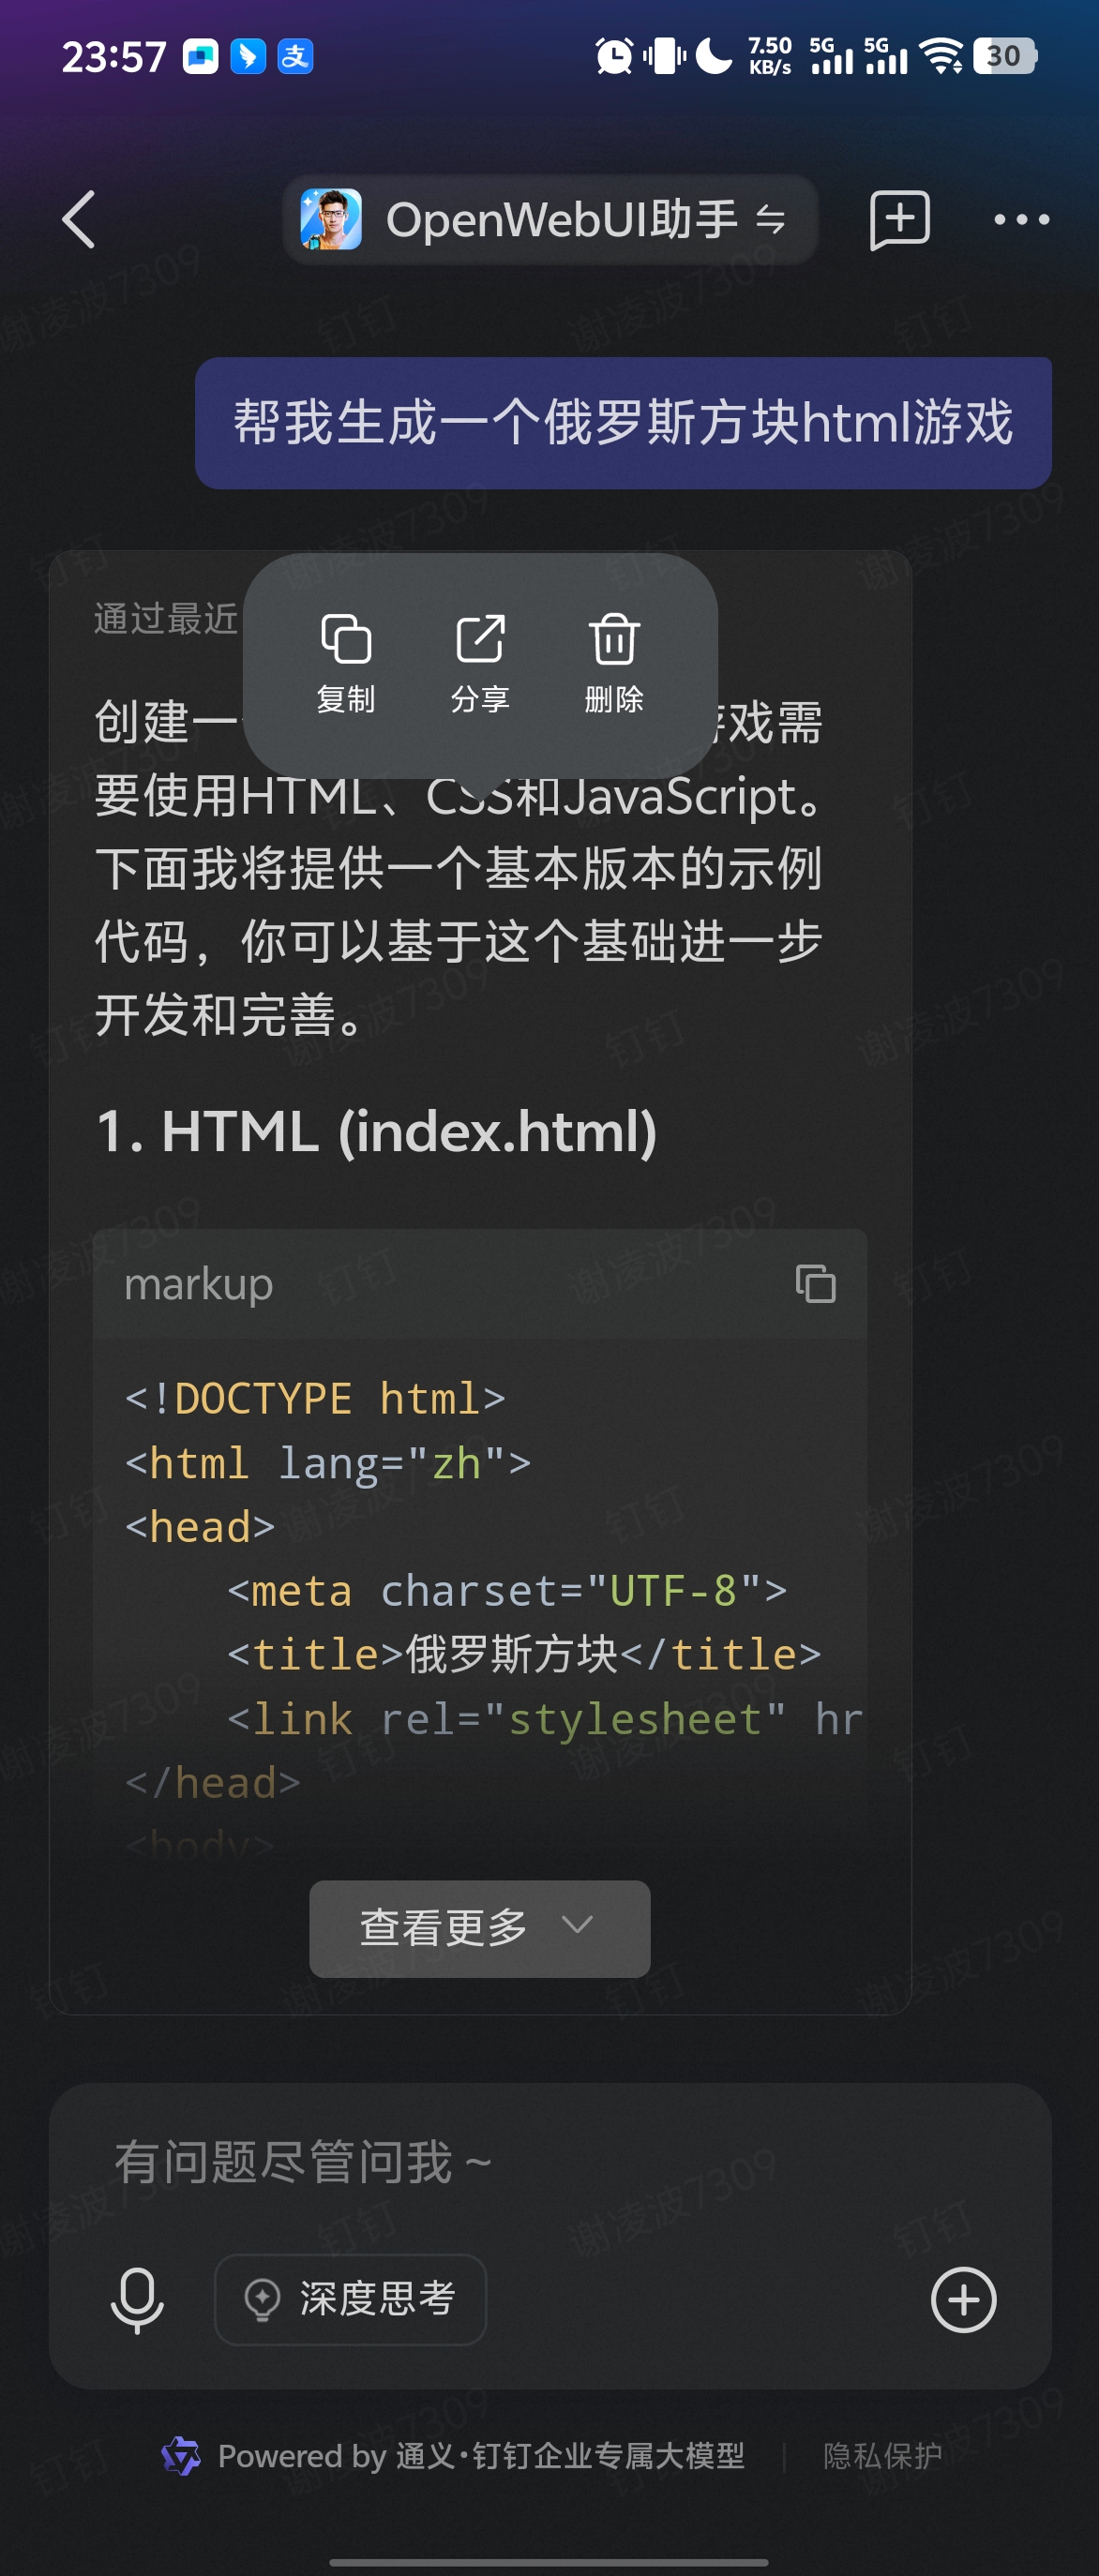 23:57
支
7.50
KB/s
5G
5G
30
OpenWebUI助手
帮我生成一个俄罗斯方块html游戏
通过最近
复制
分享
删除
创建一
戏需
要使用HTML、CSS和JavaScript。
下面我将提供一个基本版本的示例
代码，你可以基于这个基础进一步
开发和完善。
1. HTML (index.html)
markup
<!DOCTYPE html>
<html lang="zh">
<head>
    <meta charset="UTF-8">
    <title>俄罗斯方块</title>
    <link rel="stylesheet" hr
</head>
<body>
查看更多
有问题尽管问我 ~
深度思考
Powered by 通义·钉钉企业专属大模型 | 隐私保护
谢凌波7309
钉钉